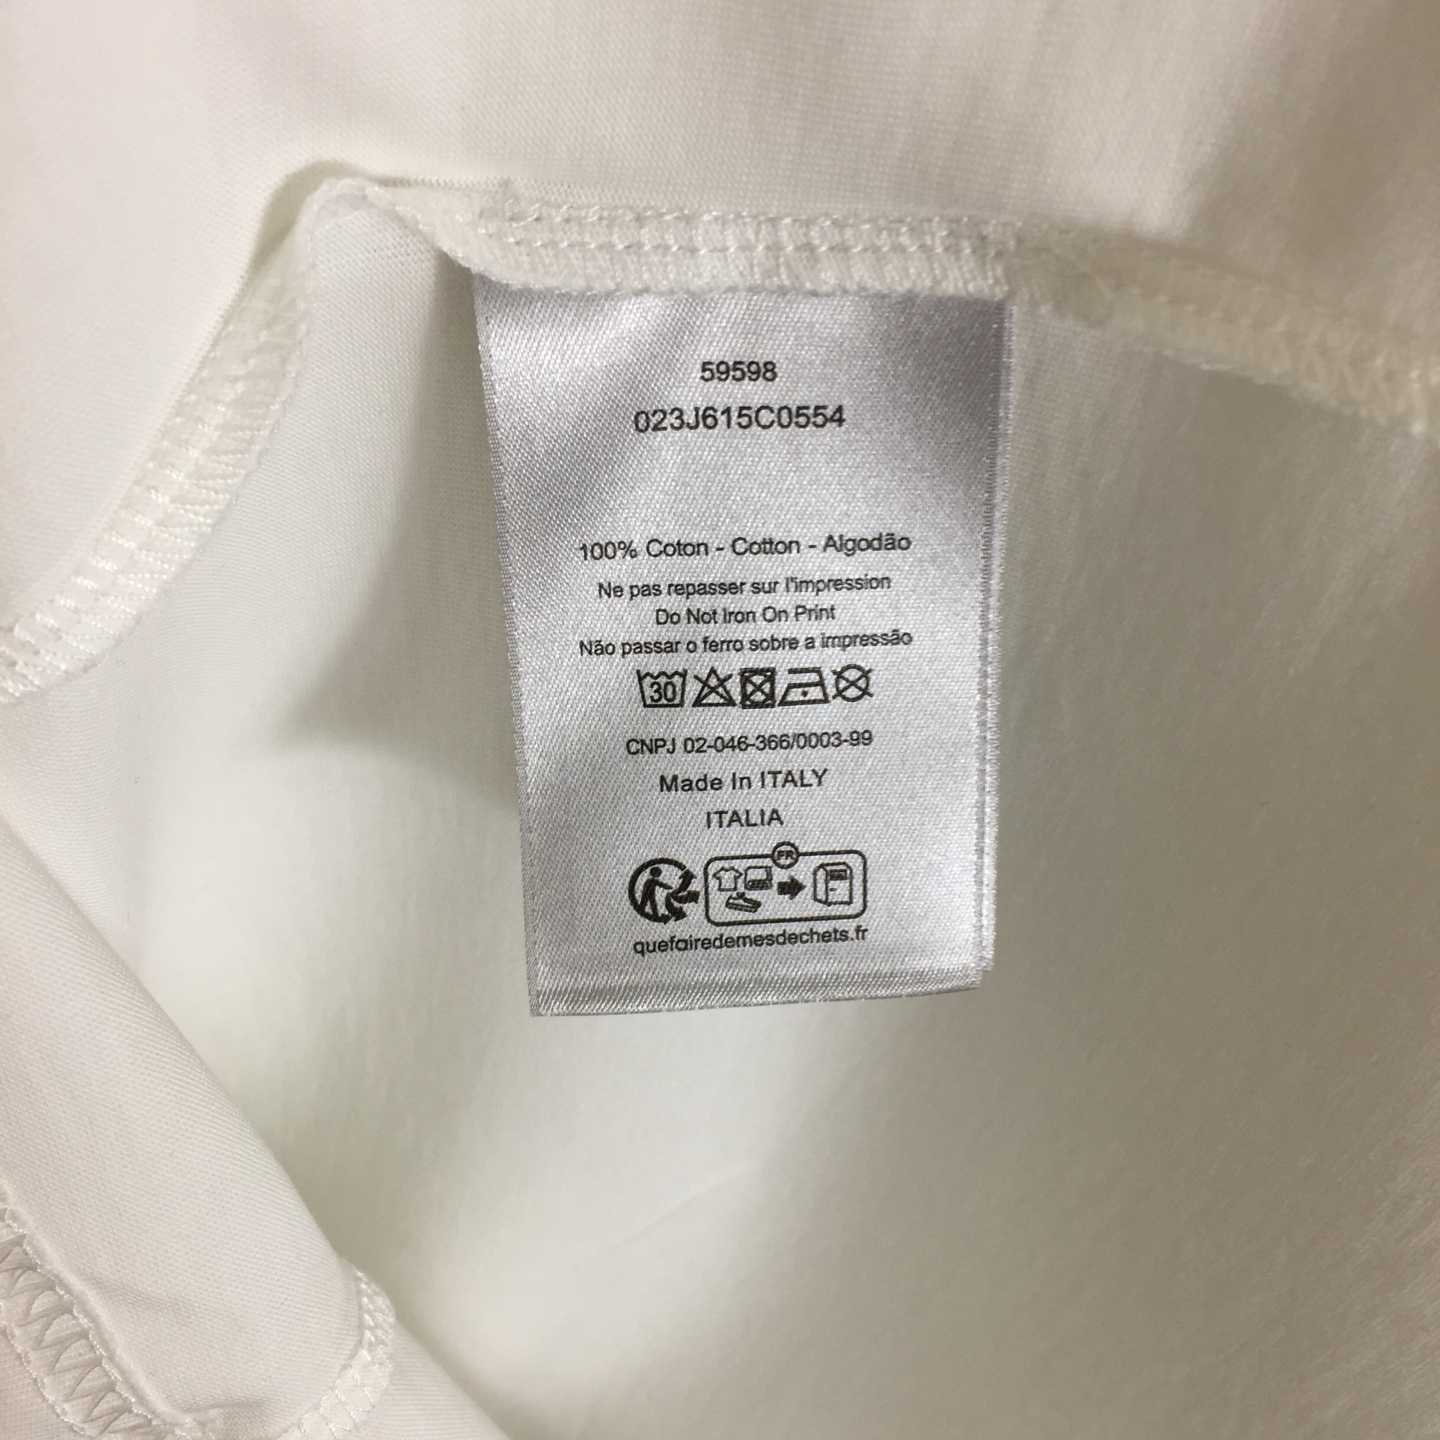 59598
023J615C0554
100% Coton - Cotton - Algodão
Ne pas repasser sur l'impression
Do Not Iron On Print
Não passar o ferro sobre a impressão
30
CNPJ 02-046-366/0003-99
Made In ITALY
ITALIA
FR
quefairedemesdechets.fr